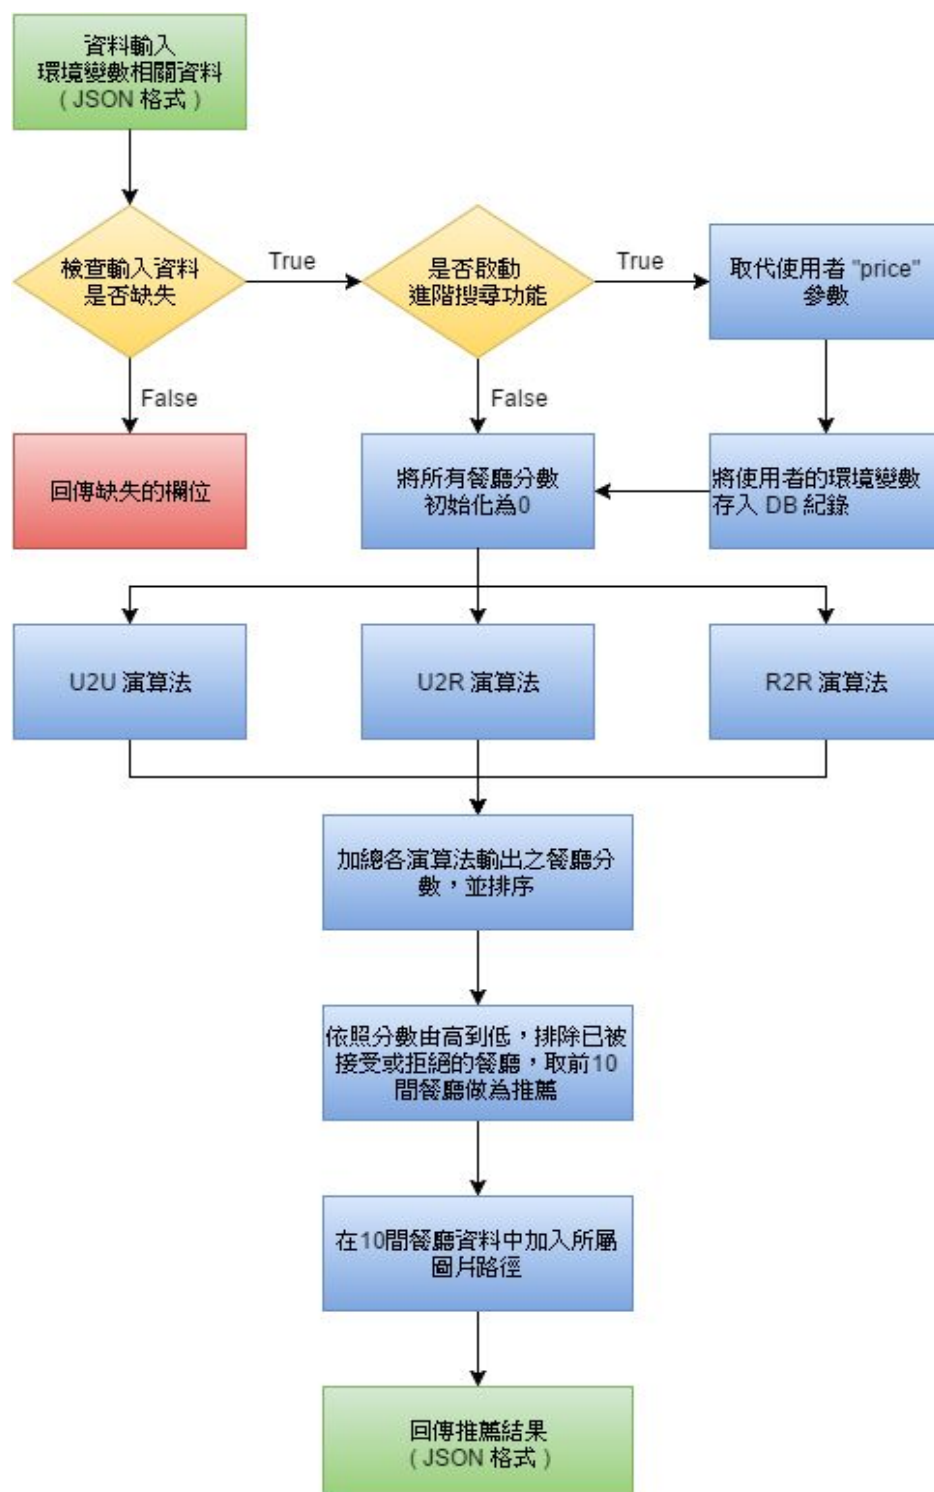 資料輸入
環境變數相關資料
( JSON 格式 )
檢查輸入資料
是否缺失
True
是否啟動
進階搜尋功能
True
取代使用者 "price"
參數
False
False
回傳缺失的欄位
將所有餐廳分數
初始化為0
將使用者的環境變數
存入 DB 紀錄
U2U 演算法
U2R 演算法
R2R 演算法
加總各演算法輸出之餐廳分
數，並排序
依照分數由高到低，排除已被
接受或拒絕的餐廳，取前10
間餐廳做為推薦
在10間餐廳資料中加入所屬
圖片路徑
回傳推薦結果
( JSON 格式 )